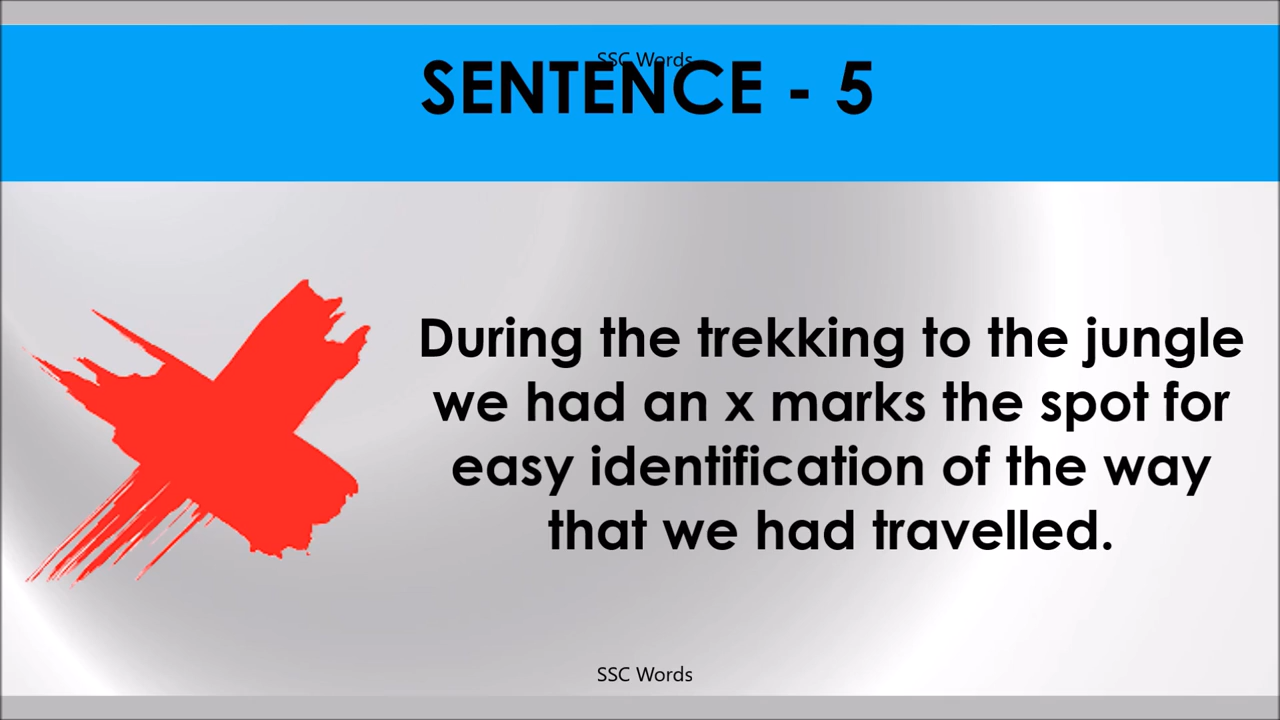 SSC Words
SENTENCE - 5
During the trekking to the jungle
we had an x marks the spot for
easy identification of the way
that we had travelled.
SSC Words